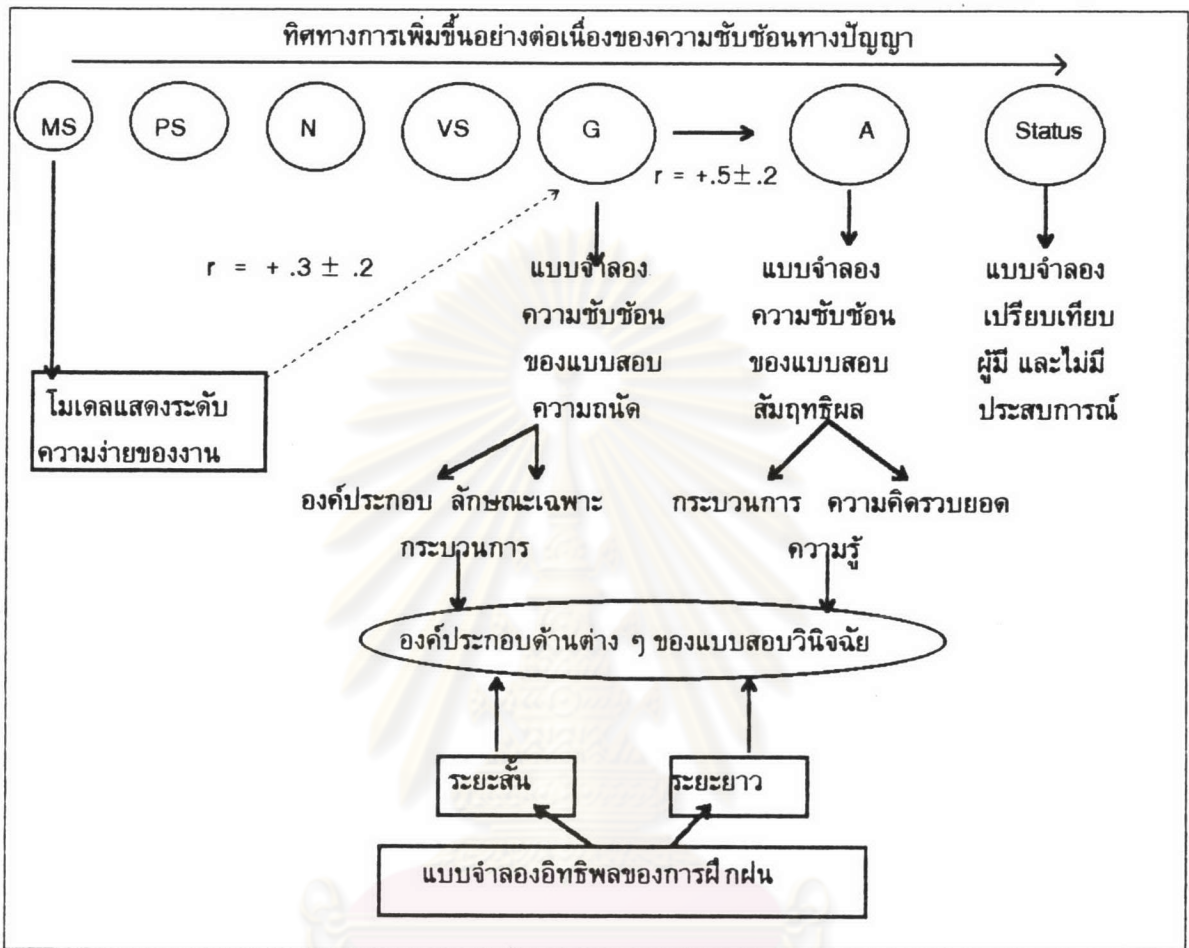 ทิศทางการเพิ่มขึ้นอย่างต่อเนื่องของความซับซ้อนทางปัญญา
MS PS N VS G A Status
r = +.5± .2
r = + .3 ± .2
แบบจำลอง
ความซับซ้อน
ของแบบสอบ
ความถนัด
แบบจำลอง
ความซับซ้อน
ของแบบสอบ
สัมฤทธิผล
แบบจำลอง
เปรียบเทียบ
ผู้มี และไม่มี
ประสบการณ์
โมเดลแสดงระดับ
ความง่ายของงาน
องค์ประกอบ ลักษณะเฉพาะ
กระบวนการ
กระบวนการ ความคิดรวบยอด
ความรู้
องค์ประกอบด้านต่าง ๆ ของแบบสอบวินิจฉัย
ระยะสั้น
ระยะยาว
แบบจำลองอิทธิพลของการฝึกฝน